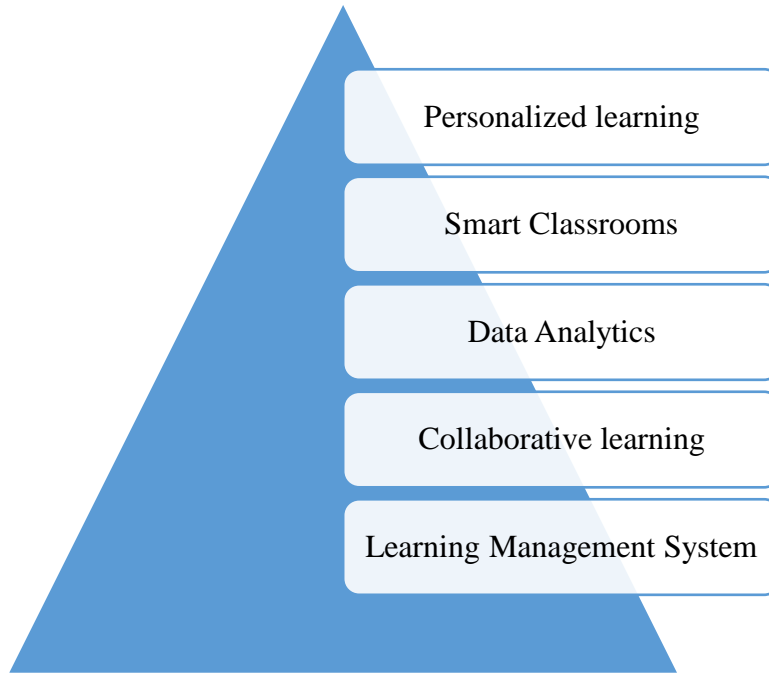 Personalized learning
Smart Classrooms
Data Analytics
Collaborative learning
Learning Management System